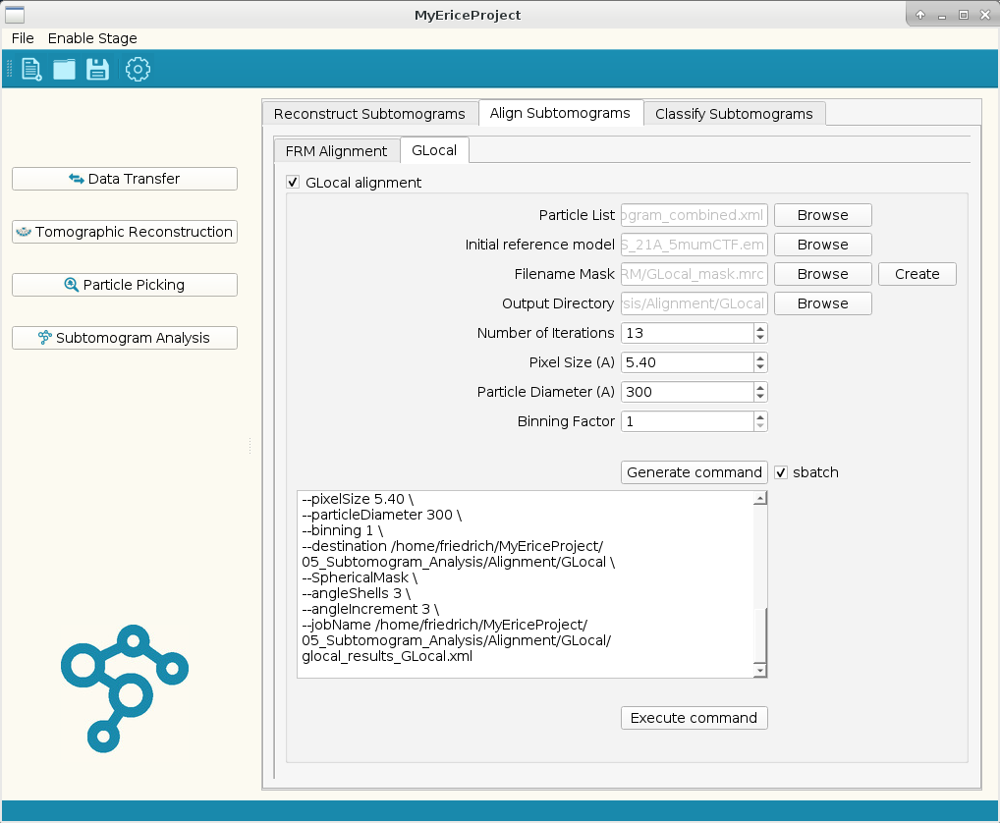 MyEriceProject
File Enable Stage
Reconstruct Subtomograms Align Subtomograms Classify Subtomograms
FRM Alignment GLocal
Data Transfer
Tomographic Reconstruction
Particle Picking
Subtomogram Analysis
GLocal alignment
Particle List ogram_combined.xml Browse
Initial reference model S_21A_5mumCTF.em Browse
Filename Mask RM/GLocal_mask.mrc Browse Create
Output Directory sis/Alignment/GLocal Browse
Number of Iterations 13
Pixel Size (A) 5.40
Particle Diameter (A) 300
Binning Factor 1
Generate command sbatch
--pixelSize 5.40 \
--particleDiameter 300 \
--binning 1 \
--destination /home/friedrich/MyEriceProject/
05_Subtomogram_Analysis/Alignment/GLocal \
--SphericalMask \
--angleShells 3 \
--angleIncrement 3 \
--jobName /home/friedrich/MyEriceProject/
05_Subtomogram_Analysis/Alignment/GLocal/
glocal_results_GLocal.xml
Execute command